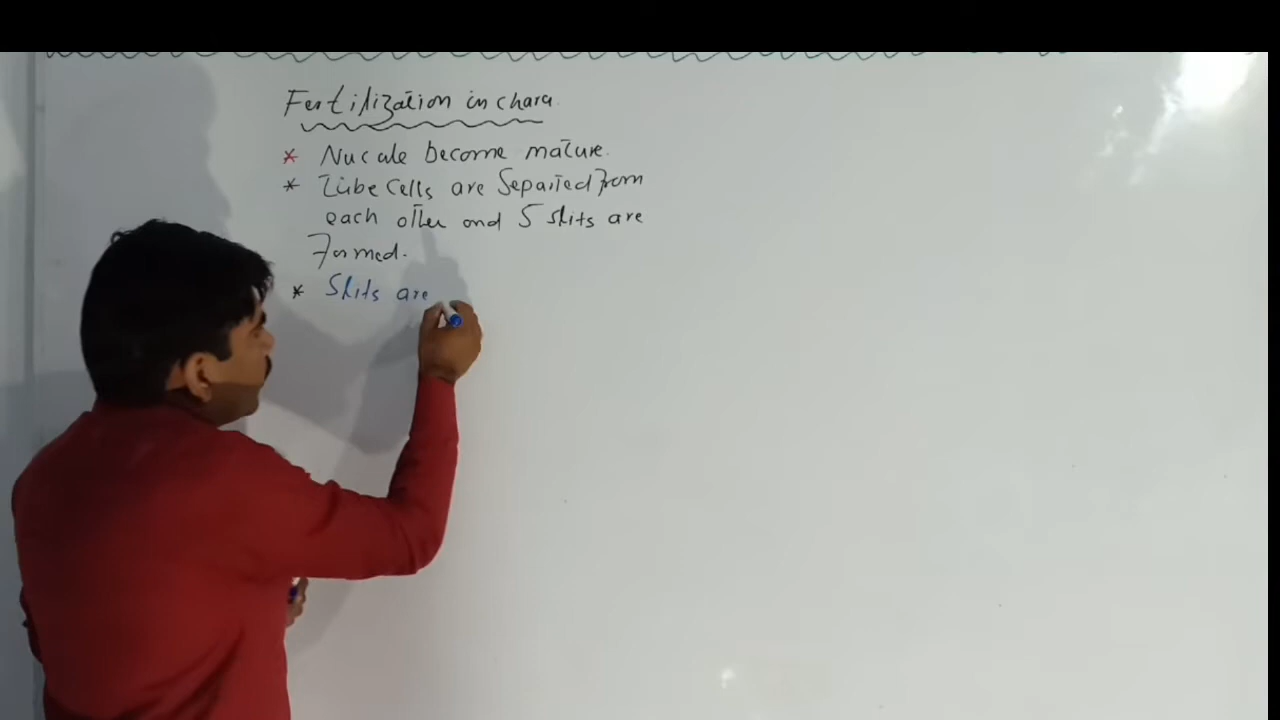 Fertilization in chara
* Nucule become mature.
* Tube Cells are Separted from
each other and 5 slits are
Formed.
* Slits are